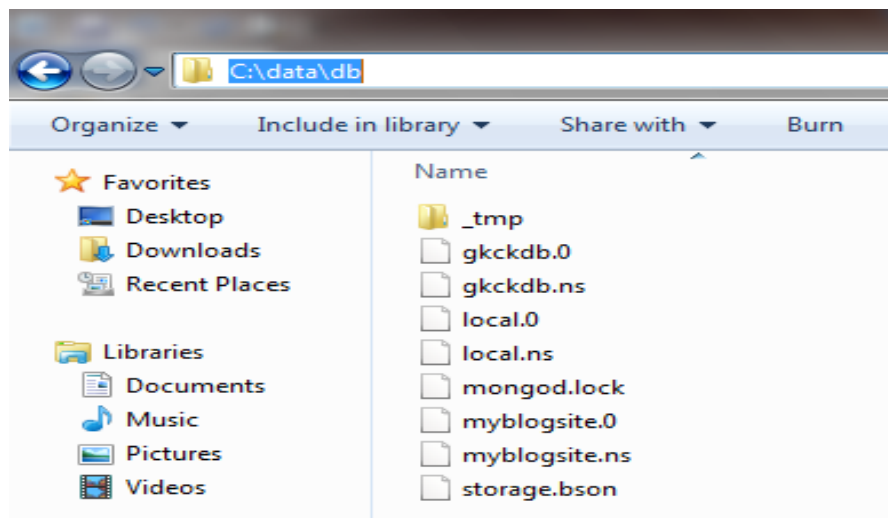 C:\data\db
Organize Include in library Share with Burn
Favorites
Desktop
Downloads
Recent Places
Libraries
Documents
Music
Pictures
Videos
Name
_tmp
gkckdb.0
gkckdb.ns
local.0
local.ns
mongod.lock
myblogsite.0
myblogsite.ns
storage.bson